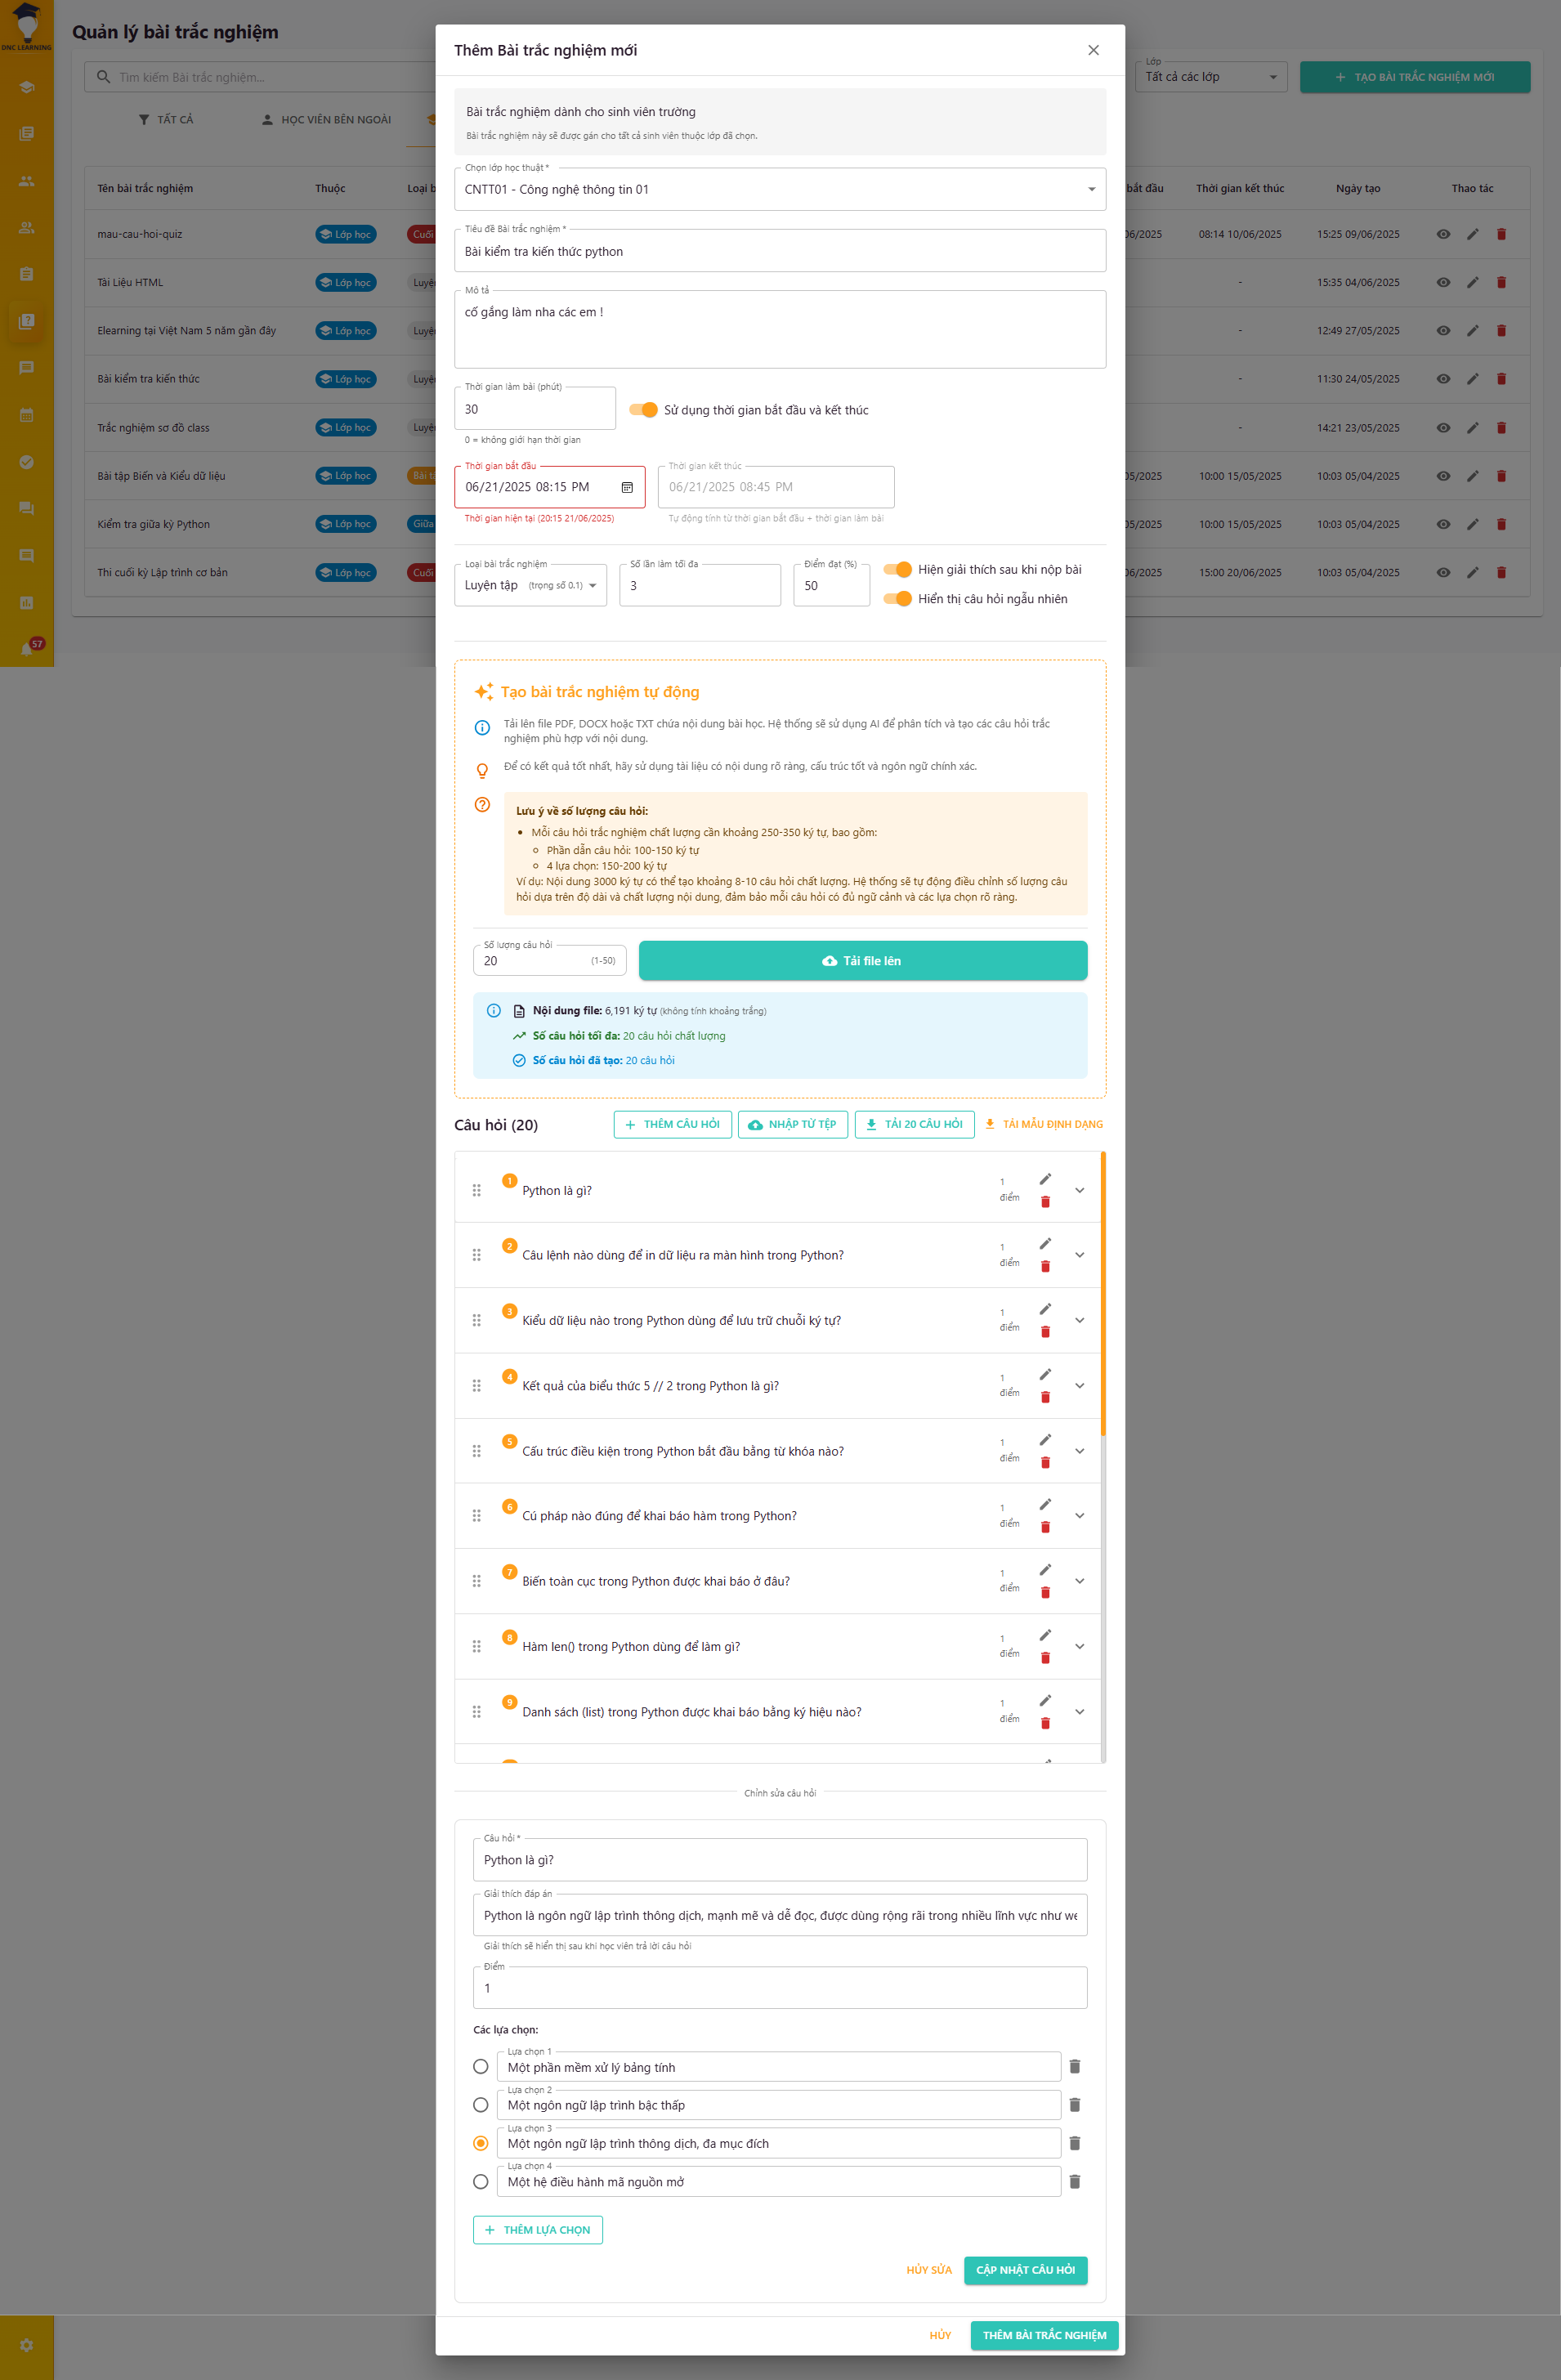 DNC LEARNING
Quản lý bài trắc nghiệm
Tìm kiếm Bài trắc nghiệm...
Lớp
Tất cả các lớp
TẠO BÀI TRẮC NGHIỆM MỚI
TẤT CẢ
HỌC VIÊN BÊN NGOÀI
Tên bài trắc nghiệm Thuộc Loại b bắt đầu Thời gian kết thúc Ngày tạo Thao tác
mau-cau-hoi-quiz Lớp học Cuối 06/2025 08:14 10/06/2025 15:25 09/06/2025
Tài Liệu HTML Lớp học Luyện - 15:35 04/06/2025
Elearning tại Việt Nam 5 năm gần đây Lớp học Luyện - 12:49 27/05/2025
Bài kiểm tra kiến thức Lớp học Luyện - 11:30 24/05/2025
Trắc nghiệm sơ đồ class Lớp học Luyện - 14:21 23/05/2025
Bài tập Biến và Kiểu dữ liệu Lớp học Bài tậ 05/2025 10:00 15/05/2025 10:03 05/04/2025
Kiểm tra giữa kỳ Python Lớp học Giữa 05/2025 10:00 15/05/2025 10:03 05/04/2025
Thi cuối kỳ Lập trình cơ bản Lớp học Cuối 06/2025 15:00 20/06/2025 10:03 05/04/2025
57
Thêm Bài trắc nghiệm mới
Bài trắc nghiệm dành cho sinh viên trường
Bài trắc nghiệm này sẽ được gán cho tất cả sinh viên thuộc lớp đã chọn.
Chọn lớp học thuật *
CNTT01 - Công nghệ thông tin 01
Tiêu đề Bài trắc nghiệm *
Bài kiểm tra kiến thức python
Mô tả
cố gắng làm nha các em !
Thời gian làm bài (phút)
30
Sử dụng thời gian bắt đầu và kết thúc
0 = không giới hạn thời gian
Thời gian bắt đầu
06/21/2025 08:15 PM
Thời gian hiện tại (20:15 21/06/2025)
Thời gian kết thúc
06/21/2025 08:45 PM
Tự động tính từ thời gian bắt đầu + thời gian làm bài
Loại bài trắc nghiệm
Luyện tập (trọng số 0.1)
Số lần làm tối đa
3
Điểm đạt (%)
50
Hiện giải thích sau khi nộp bài
Hiển thị câu hỏi ngẫu nhiên
Tạo bài trắc nghiệm tự động
Tải lên file PDF, DOCX hoặc TXT chứa nội dung bài học. Hệ thống sẽ sử dụng AI để phân tích và tạo các câu hỏi trắc
nghiệm phù hợp với nội dung.
Để có kết quả tốt nhất, hãy sử dụng tài liệu có nội dung rõ ràng, cấu trúc tốt và ngôn ngữ chính xác.
Lưu ý về số lượng câu hỏi:
Mỗi câu hỏi trắc nghiệm chất lượng cần khoảng 250-350 ký tự, bao gồm:
Phần dẫn câu hỏi: 100-150 ký tự
4 lựa chọn: 150-200 ký tự
Ví dụ: Nội dung 3000 ký tự có thể tạo khoảng 8-10 câu hỏi chất lượng. Hệ thống sẽ tự động điều chỉnh số lượng câu
hỏi dựa trên độ dài và chất lượng nội dung, đảm bảo mỗi câu hỏi có đủ ngữ cảnh và các lựa chọn rõ ràng.
Số lượng câu hỏi
20 (1-50)
Tải file lên
Nội dung file: 6,191 ký tự (không tính khoảng trắng)
Số câu hỏi tối đa: 20 câu hỏi chất lượng
Số câu hỏi đã tạo: 20 câu hỏi
Câu hỏi (20)
THÊM CÂU HỎI
NHẬP TỪ TỆP
TẢI 20 CÂU HỎI
TẢI MẪU ĐỊNH DẠNG
1 Python là gì? 1 điểm
2 Câu lệnh nào dùng để in dữ liệu ra màn hình trong Python? 1 điểm
3 Kiểu dữ liệu nào trong Python dùng để lưu trữ chuỗi ký tự? 1 điểm
4 Kết quả của biểu thức 5 // 2 trong Python là gì? 1 điểm
5 Cấu trúc điều kiện trong Python bắt đầu bằng từ khóa nào? 1 điểm
6 Cú pháp nào đúng để khai báo hàm trong Python? 1 điểm
7 Biến toàn cục trong Python được khai báo ở đâu? 1 điểm
8 Hàm len() trong Python dùng để làm gì? 1 điểm
9 Danh sách (list) trong Python được khai báo bằng ký hiệu nào? 1 điểm
Chỉnh sửa câu hỏi
Câu hỏi *
Python là gì?
Giải thích đáp án
Python là ngôn ngữ lập trình thông dịch, mạnh mẽ và dễ đọc, được dùng rộng rãi trong nhiều lĩnh vực như we
Giải thích sẽ hiển thị sau khi học viên trả lời câu hỏi
Điểm
1
Các lựa chọn:
Lựa chọn 1
Một phần mềm xử lý bảng tính
Lựa chọn 2
Một ngôn ngữ lập trình bậc thấp
Lựa chọn 3
Một ngôn ngữ lập trình thông dịch, đa mục đích
Lựa chọn 4
Một hệ điều hành mã nguồn mở
THÊM LỰA CHỌN
HỦY SỬA
CẬP NHẬT CÂU HỎI
HỦY
THÊM BÀI TRẮC NGHIỆM